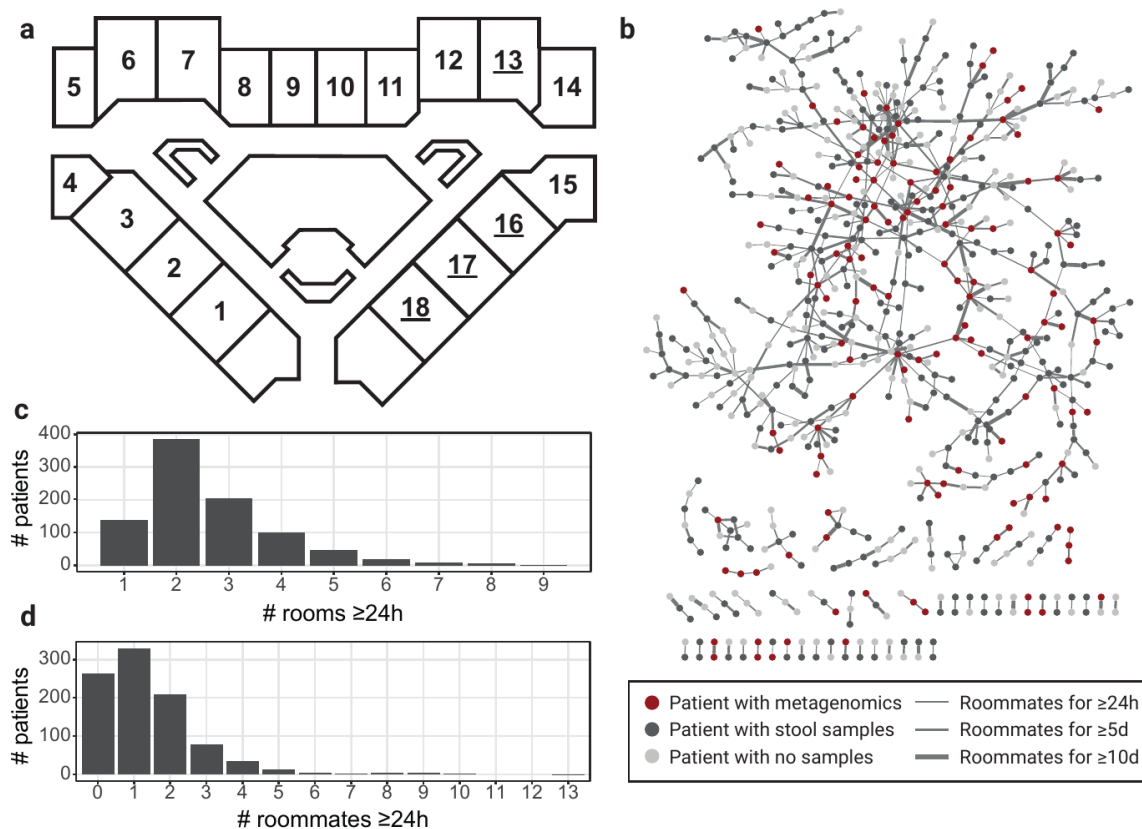 a
5
6
7
8
9
10
11
12
13
14
4
3
2
1
15
16
17
18
b
c
# patients
400
300
200
100
0
1 2 3 4 5 6 7 8 9
# rooms ≥24h
d
# patients
300
200
100
0
0 1 2 3 4 5 6 7 8 9 10 11 12 13
# roommates ≥24h
Patient with metagenomics
Patient with stool samples
Patient with no samples
Roommates for ≥24h
Roommates for ≥5d
Roommates for ≥10d